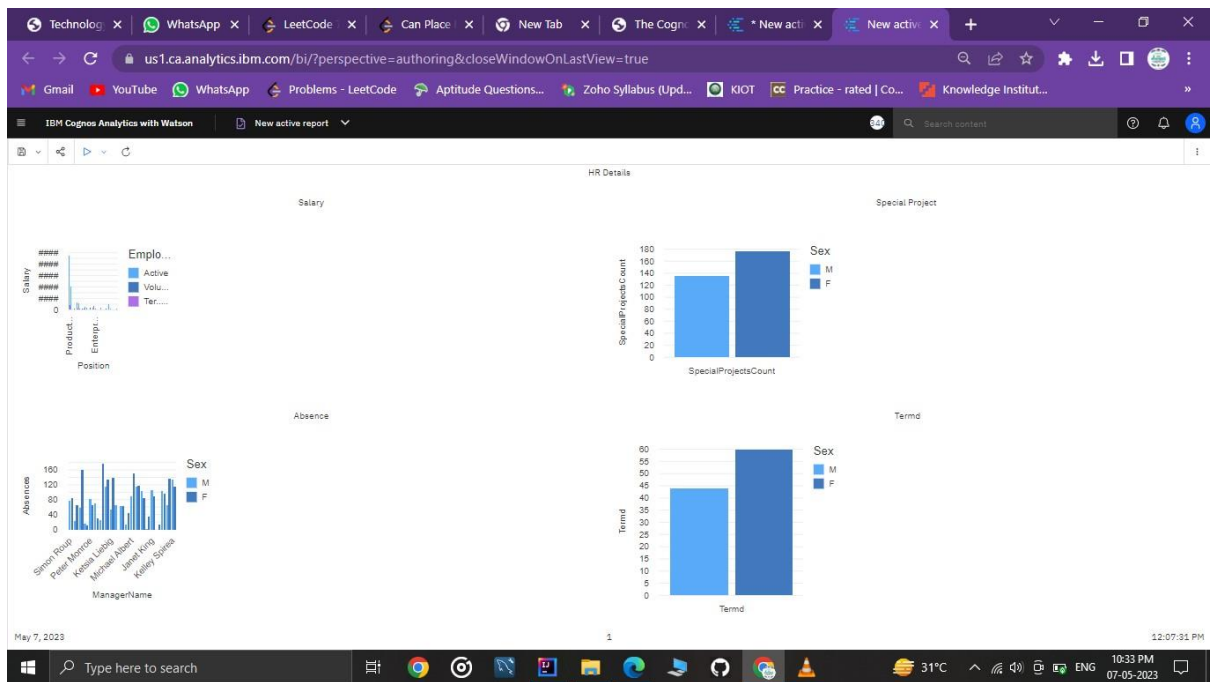 Technolog
WhatsApp
LeetCode
Can Place
New Tab
The Cogno
* New acti
New active
us1.ca.analytics.ibm.com/bi/?perspective=authoring&closeWindowOnLastView=true
Gmail
YouTube
WhatsApp
Problems - LeetCode
Aptitude Questions...
Zoho Syllabus (Upd...
KIOT
CC Practice - rated | Co...
Knowledge Institut...
»
IBM Cognos Analytics with Watson
New active report
Search content
HR Details
Salary
Special Project
####
####
####
####
####
0
Salary
Product...
Enterpr...
Position
Emplo...
Active
Volu...
Ter.....
180
160
140
120
100
80
60
40
20
0
SpecialProjectsCount
SpecialProjectsCount
Sex
M
F
Absence
Termd
160
120
80
40
0
Absences
Simon Roup
Peter Monroe
Ketsia Liebig
Michael Albert
Janet King
Kelley Spirea
ManagerName
Sex
M
F
60
55
50
45
40
35
30
25
20
15
10
5
0
Termd
Termd
Sex
M
F
May 7, 2023
1
12:07:31 PM
Type here to search
31°C
ENG
10:33 PM
07-05-2023